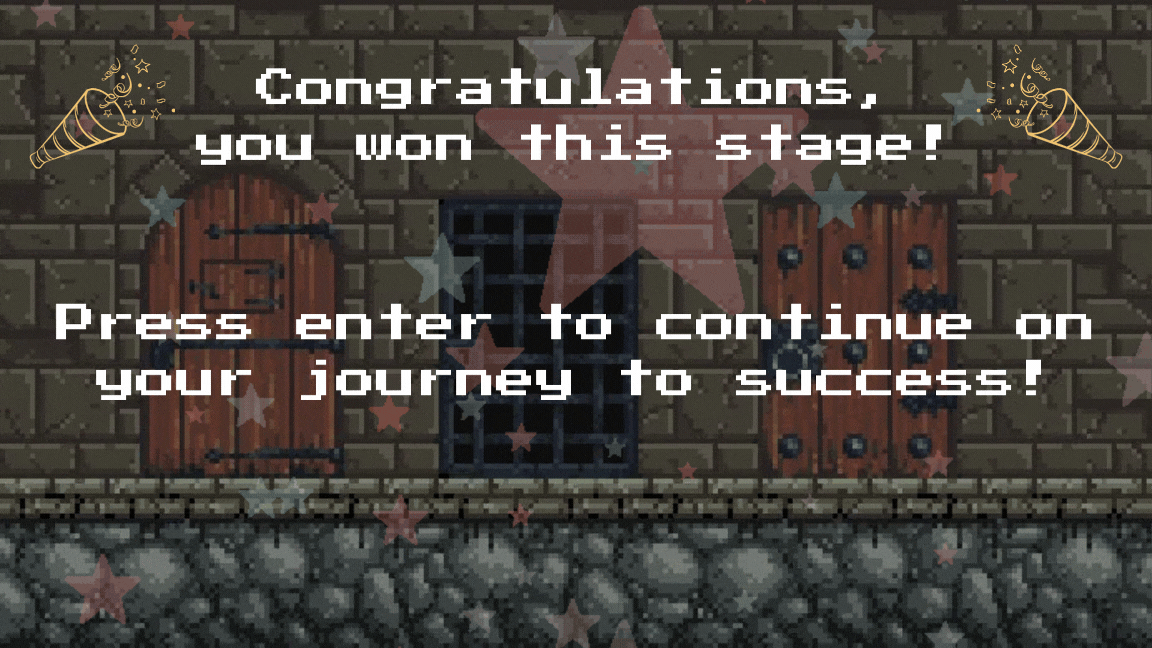 Congratulations,
you won this stage!
Press enter to continue on
your journey to success!